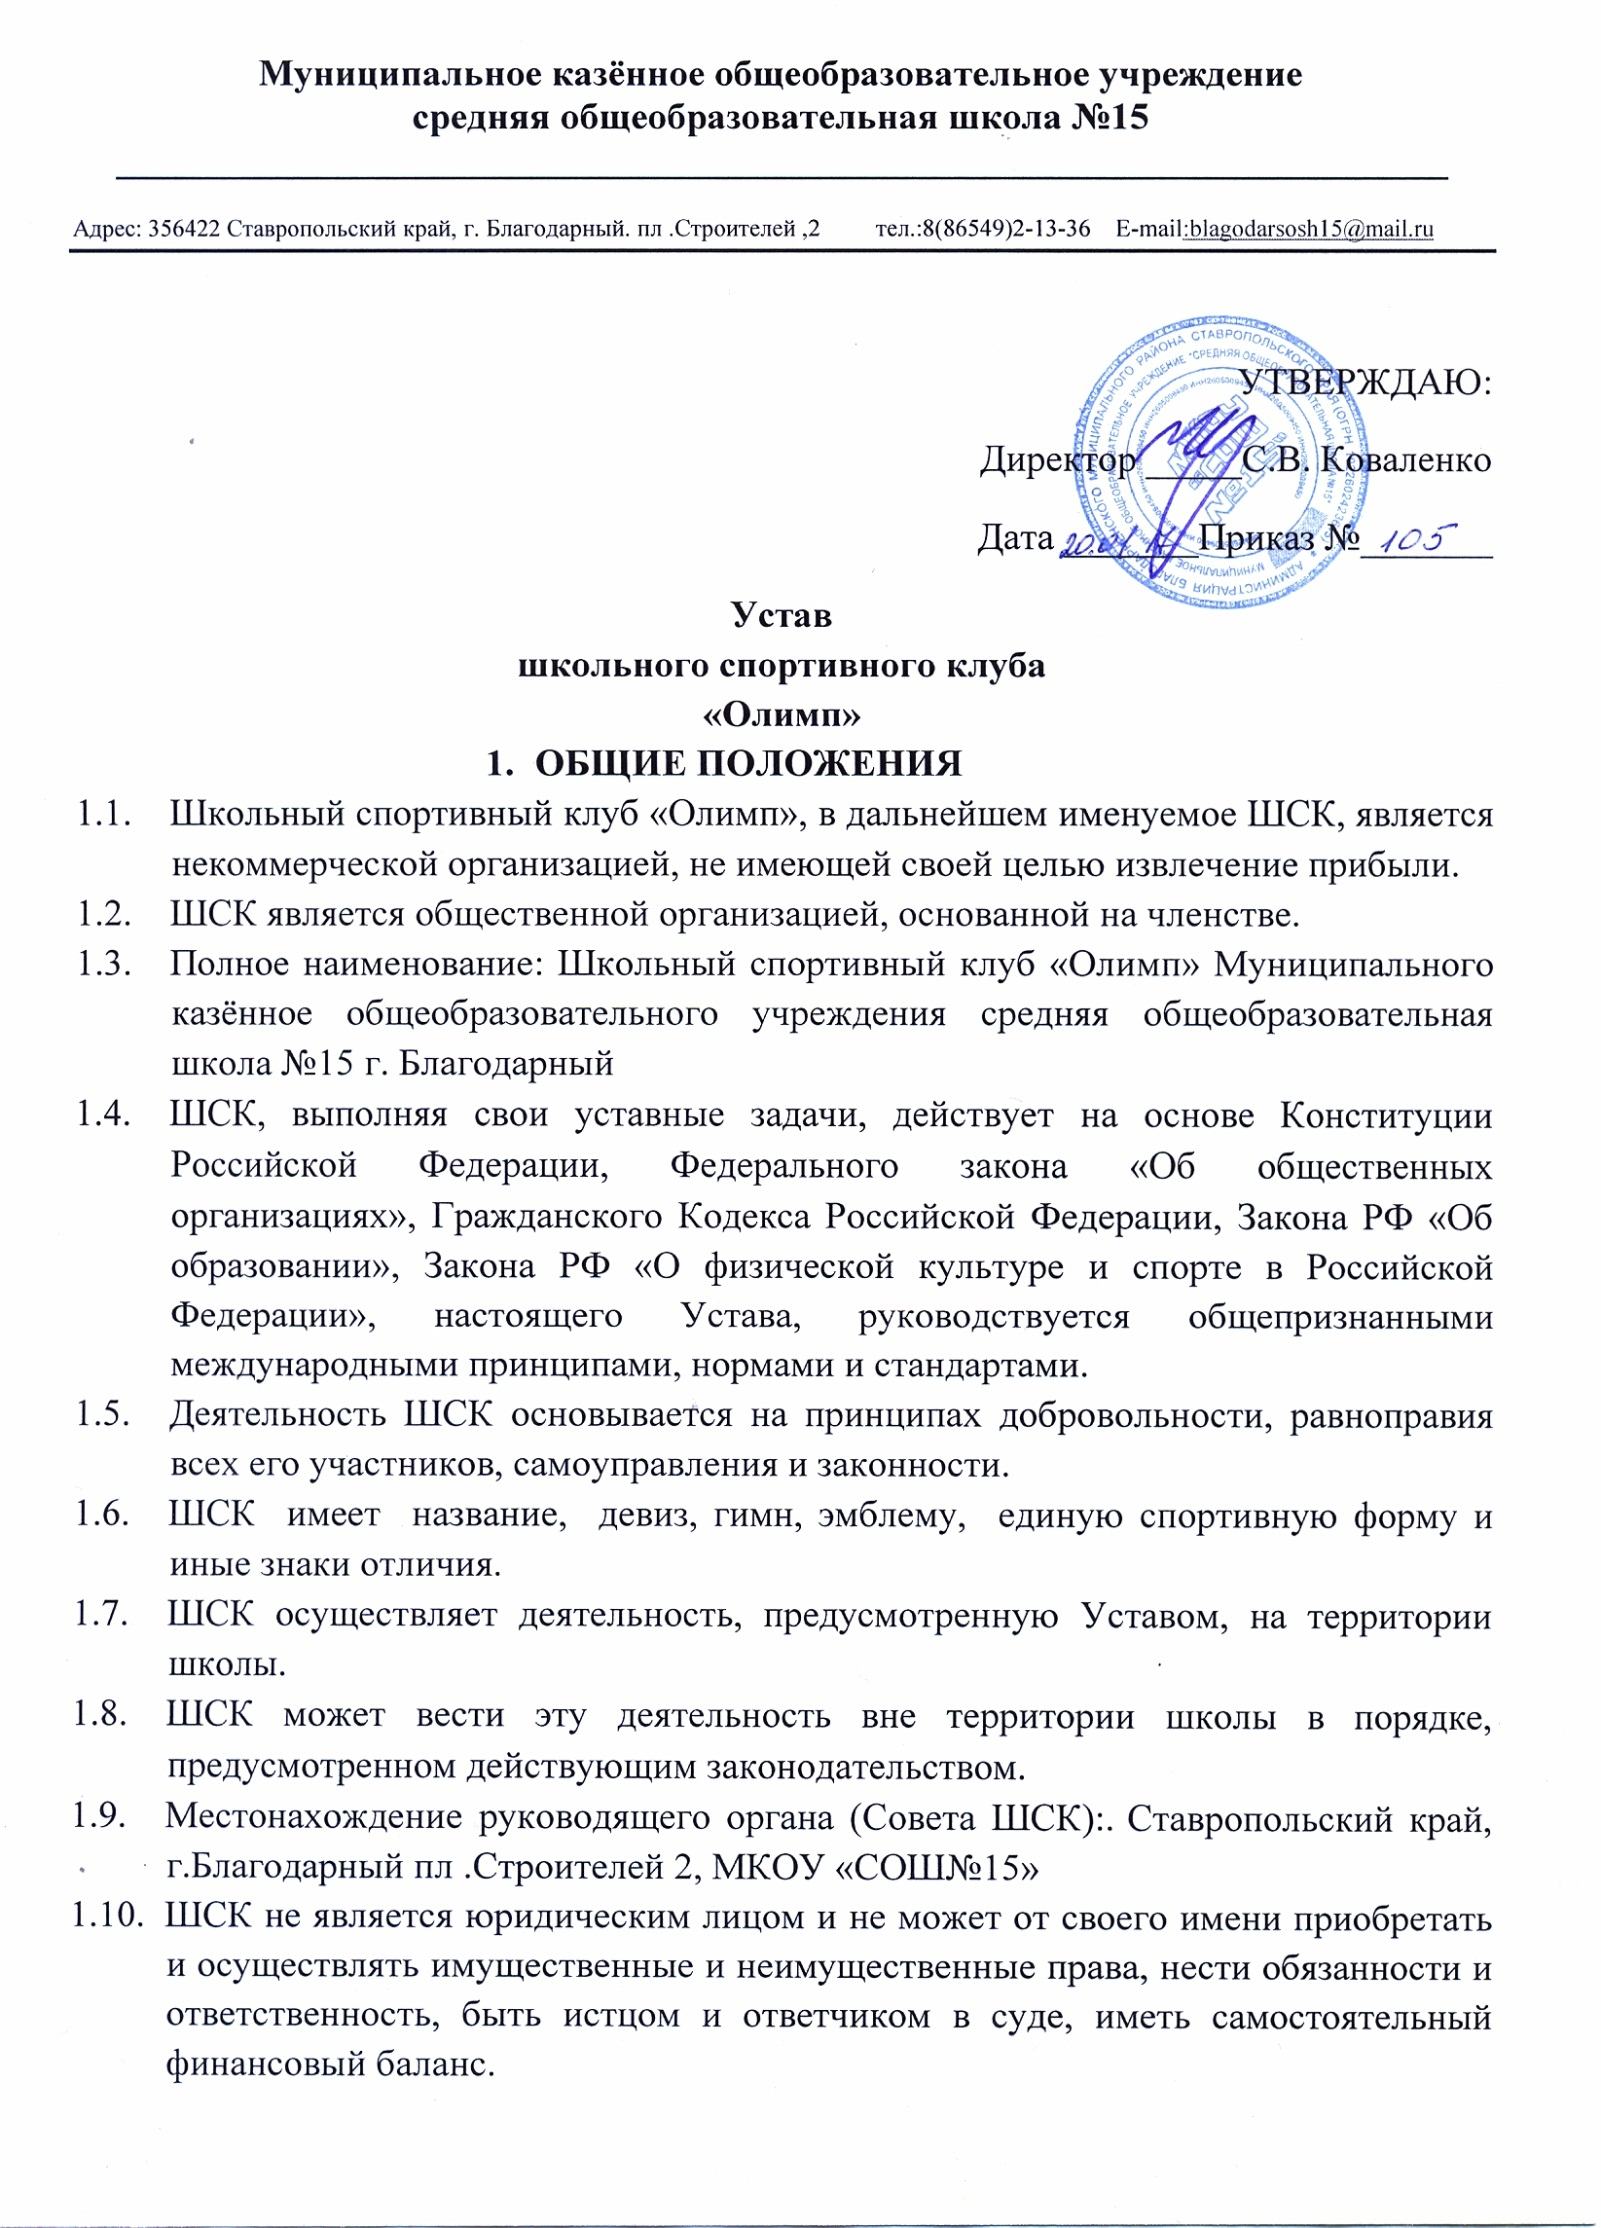 Муниципальное казённое общеобразовательное учреждение
средняя общеобразовательная школа №15
Адрес: 356422 Ставропольский край, г. Благодарный. пл .Строителей ,2 тел.:8(86549)2-13-36 E-mail:blagodarsosh15@mail.ru
УТВЕРЖДАЮ:
Директор_____С.В. Коваленко
Дата Приказ № 105
МКОУ
"СОШ
№15"
Устав
школьного спортивного клуба
«Олимп»
1. ОБЩИЕ ПОЛОЖЕНИЯ
1.1. Школьный спортивный клуб «Олимп», в дальнейшем именуемое ШСК, является
некоммерческой организацией, не имеющей своей целью извлечение прибыли.
1.2. ШСК является общественной организацией, основанной на членстве.
1.3. Полное наименование: Школьный спортивный клуб «Олимп» Муниципального
казённое общеобразовательного учреждения средняя общеобразовательная
школа №15 г. Благодарный
1.4. ШСК, выполняя свои уставные задачи, действует на основе Конституции
Российской Федерации, Федерального закона «Об общественных
организациях», Гражданского Кодекса Российской Федерации, Закона РФ «Об
образовании», Закона РФ «О физической культуре и спорте в Российской
Федерации», настоящего Устава, руководствуется общепризнанными
международными принципами, нормами и стандартами.
1.5. Деятельность ШСК основывается на принципах добровольности, равноправия
всех его участников, самоуправления и законности.
1.6. ШСК имеет название, девиз, гимн, эмблему, единую спортивную форму и
иные знаки отличия.
1.7. ШСК осуществляет деятельность, предусмотренную Уставом, на территории
школы.
1.8. ШСК может вести эту деятельность вне территории школы в порядке,
предусмотренном действующим законодательством.
1.9. Местонахождение руководящего органа (Совета ШСК):. Ставропольский край,
г.Благодарный пл .Строителей 2, МКОУ «СОШ№15»
1.10. ШСК не является юридическим лицом и не может от своего имени приобретать
и осуществлять имущественные и неимущественные права, нести обязанности и
ответственность, быть истцом и ответчиком в суде, иметь самостоятельный
финансовый баланс.